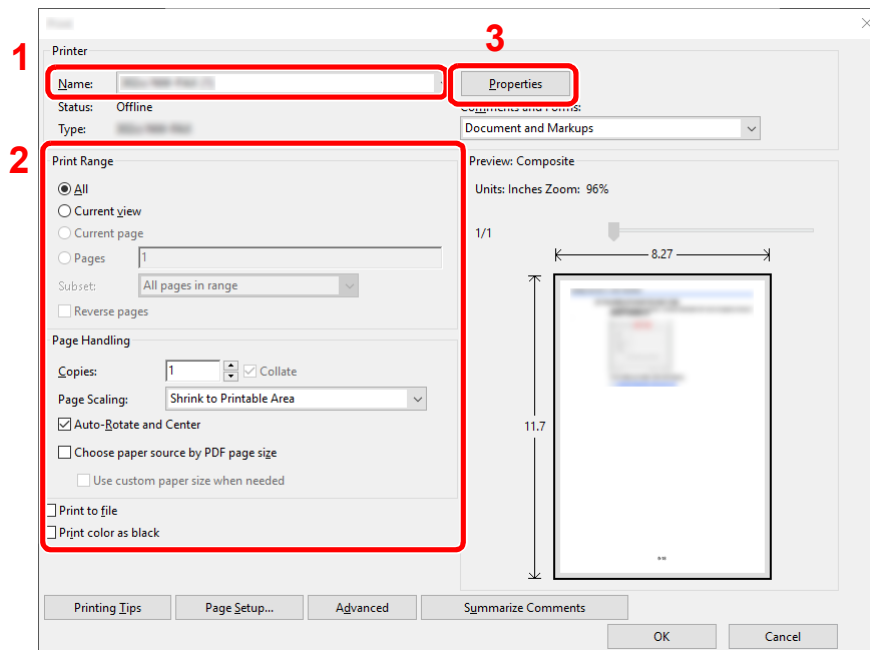 3
1
Printer
Name:
Properties
Status: Offline
Comments and Forms:
Type:
Document and Markups
2
Print Range
Preview: Composite
All
Units: Inches Zoom: 96%
Current view
Current page
1/1
Pages 1
8.27
Subset: All pages in range
Reverse pages
Page Handling
Copies: 1 Collate
Page Scaling: Shrink to Printable Area
Auto-Rotate and Center
11.7
Choose paper source by PDF page size
Use custom paper size when needed
Print to file
Print color as black
Printing Tips Page Setup... Advanced Summarize Comments
OK Cancel